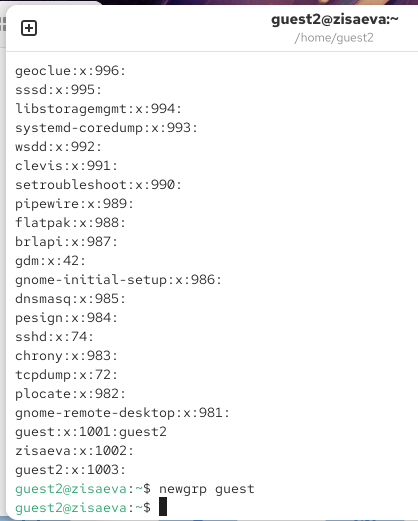 guest2@zisaeva:~
/home/guest2
geoclue:x:996:
sssd:x:995:
libstoragemgmt:x:994:
systemd-coredump:x:993:
wsdd:x:992:
clevis:x:991:
setroubleshoot:x:990:
pipewire:x:989:
flatpak:x:988:
brlapi:x:987:
gdm:x:42:
gnome-initial-setup:x:986:
dnsmasq:x:985:
pesign:x:984:
sshd:x:74:
chrony:x:983:
tcpdump:x:72:
plocate:x:982:
gnome-remote-desktop:x:981:
guest:x:1001:guest2
zisaeva:x:1002:
guest2:x:1003:
guest2@zisaeva:~$ newgrp guest
guest2@zisaeva:~$